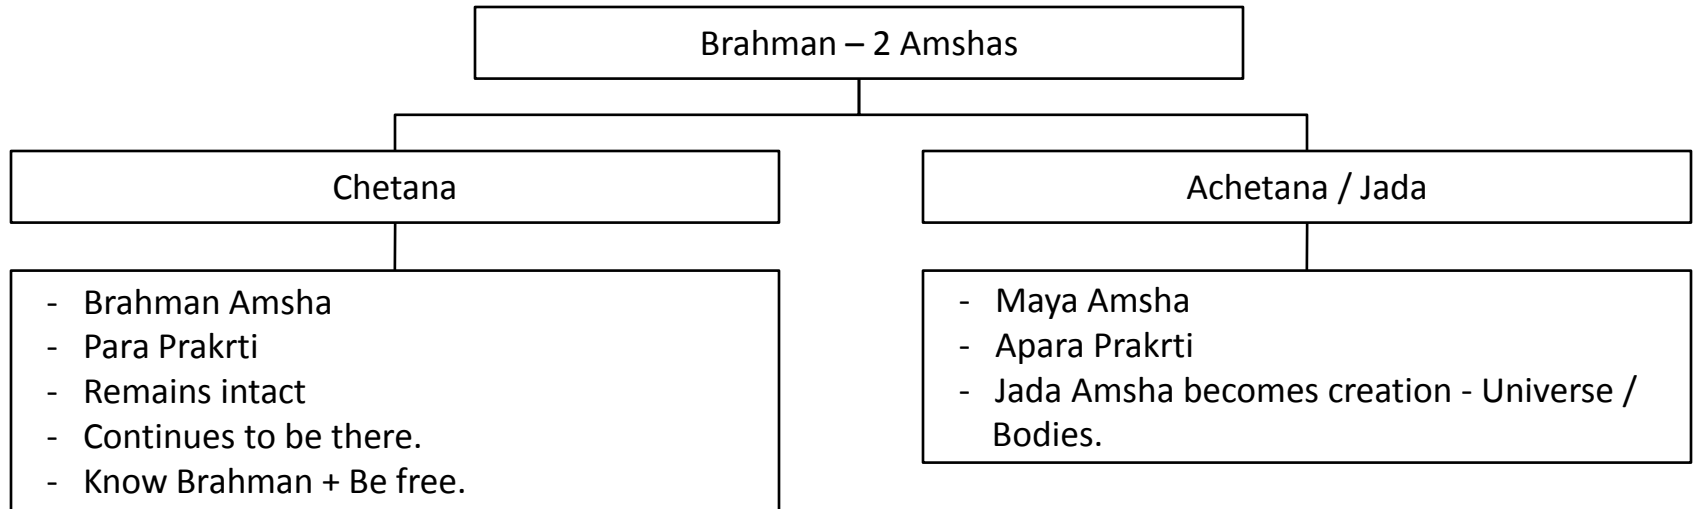 Brahman – 2 Amshas
Chetana
Achetana / Jada
- Brahman Amsha
- Para Prakrti
- Remains intact
- Continues to be there.
- Know Brahman + Be free.
- Maya Amsha
- Apara Prakrti
- Jada Amsha becomes creation - Universe /
Bodies.